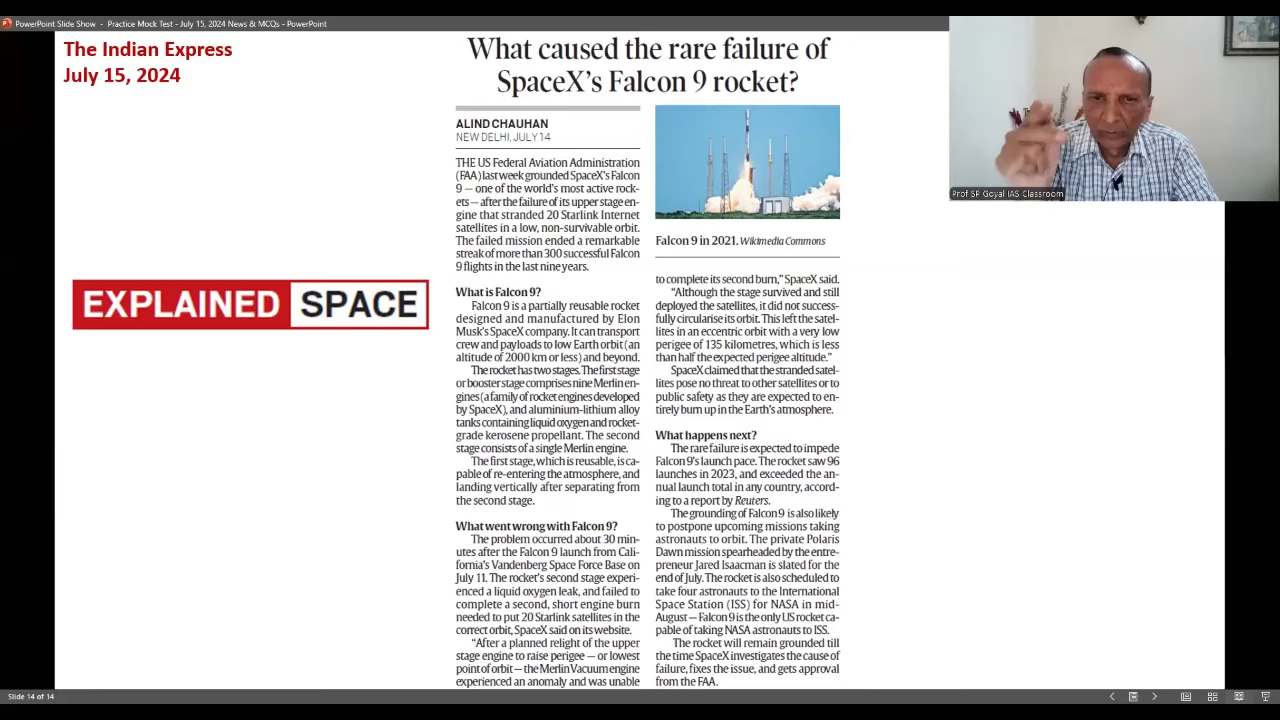 PowerPoint Slide Show - Practice Mock Test - July 15, 2024 News & MCQs - PowerPoint
The Indian Express
July 15, 2024
EXPLAINED SPACE
What caused the rare failure of
SpaceX's Falcon 9 rocket?
ALIND CHAUHAN
NEW DELHI, JULY 14
THE US Federal Aviation Administration
(FAA) last week grounded SpaceX's Falcon
9 — one of the world's most active rock-
ets — after the failure of its upper stage en-
gine that stranded 20 Starlink Internet
satellites in a low, non-survivable orbit.
The failed mission ended a remarkable
streak of more than 300 successful Falcon
9 flights in the last nine years.
What is Falcon 9?
Falcon 9 is a partially reusable rocket
designed and manufactured by Elon
Musk's SpaceX company. It can transport
crew and payloads to low Earth orbit (an
altitude of 2000 km or less) and beyond.
The rocket has two stages. The first stage
or booster stage comprises nine Merlin en-
gines (a family of rocket engines developed
by SpaceX), and aluminium-lithium alloy
tanks containing liquid oxygen and rocket-
grade kerosene propellant. The second
stage consists of a single Merlin engine.
The first stage, which is reusable, is ca-
pable of re-entering the atmosphere, and
landing vertically after separating from
the second stage.
What went wrong with Falcon 9?
The problem occurred about 30 min-
utes after the Falcon 9 launch from Cali-
fornia's Vandenberg Space Force Base on
July 11. The rocket's second stage experi-
enced a liquid oxygen leak, and failed to
complete a second, short engine burn
needed to put 20 Starlink satellites in the
correct orbit, SpaceX said on its website.
"After a planned relight of the upper
stage engine to raise perigee — or lowest
point of orbit — the Merlin Vacuum engine
experienced an anomaly and was unable
Falcon 9 in 2021. Wikimedia Commons
to complete its second burn," SpaceX said.
"Although the stage survived and still
deployed the satellites, it did not success-
fully circularise its orbit. This left the satel-
lites in an eccentric orbit with a very low
perigee of 135 kilometres, which is less
than half the expected perigee altitude."
SpaceX claimed that the stranded satel-
lites pose no threat to other satellites or to
public safety as they are expected to en-
tirely burn up in the Earth's atmosphere.
What happens next?
The rare failure is expected to impede
Falcon 9's launch pace. The rocket saw 96
launches in 2023, and exceeded the an-
nual launch total in any country, accord-
ing to a report by Reuters.
The grounding of Falcon 9 is also likely
to postpone upcoming missions taking
astronauts to orbit. The private Polaris
Dawn mission spearheaded by the entre-
preneur Jared Isaacman is slated for the
end of July. The rocket is also scheduled to
take four astronauts to the International
Space Station (ISS) for NASA in mid-
August — Falcon 9 is the only US rocket ca-
pable of taking NASA astronauts to ISS.
The rocket will remain grounded till
the time SpaceX investigates the cause of
failure, fixes the issue, and gets approval
from the FAA.
Prof SP Goyal IAS Classroom
Slide 14 of 14